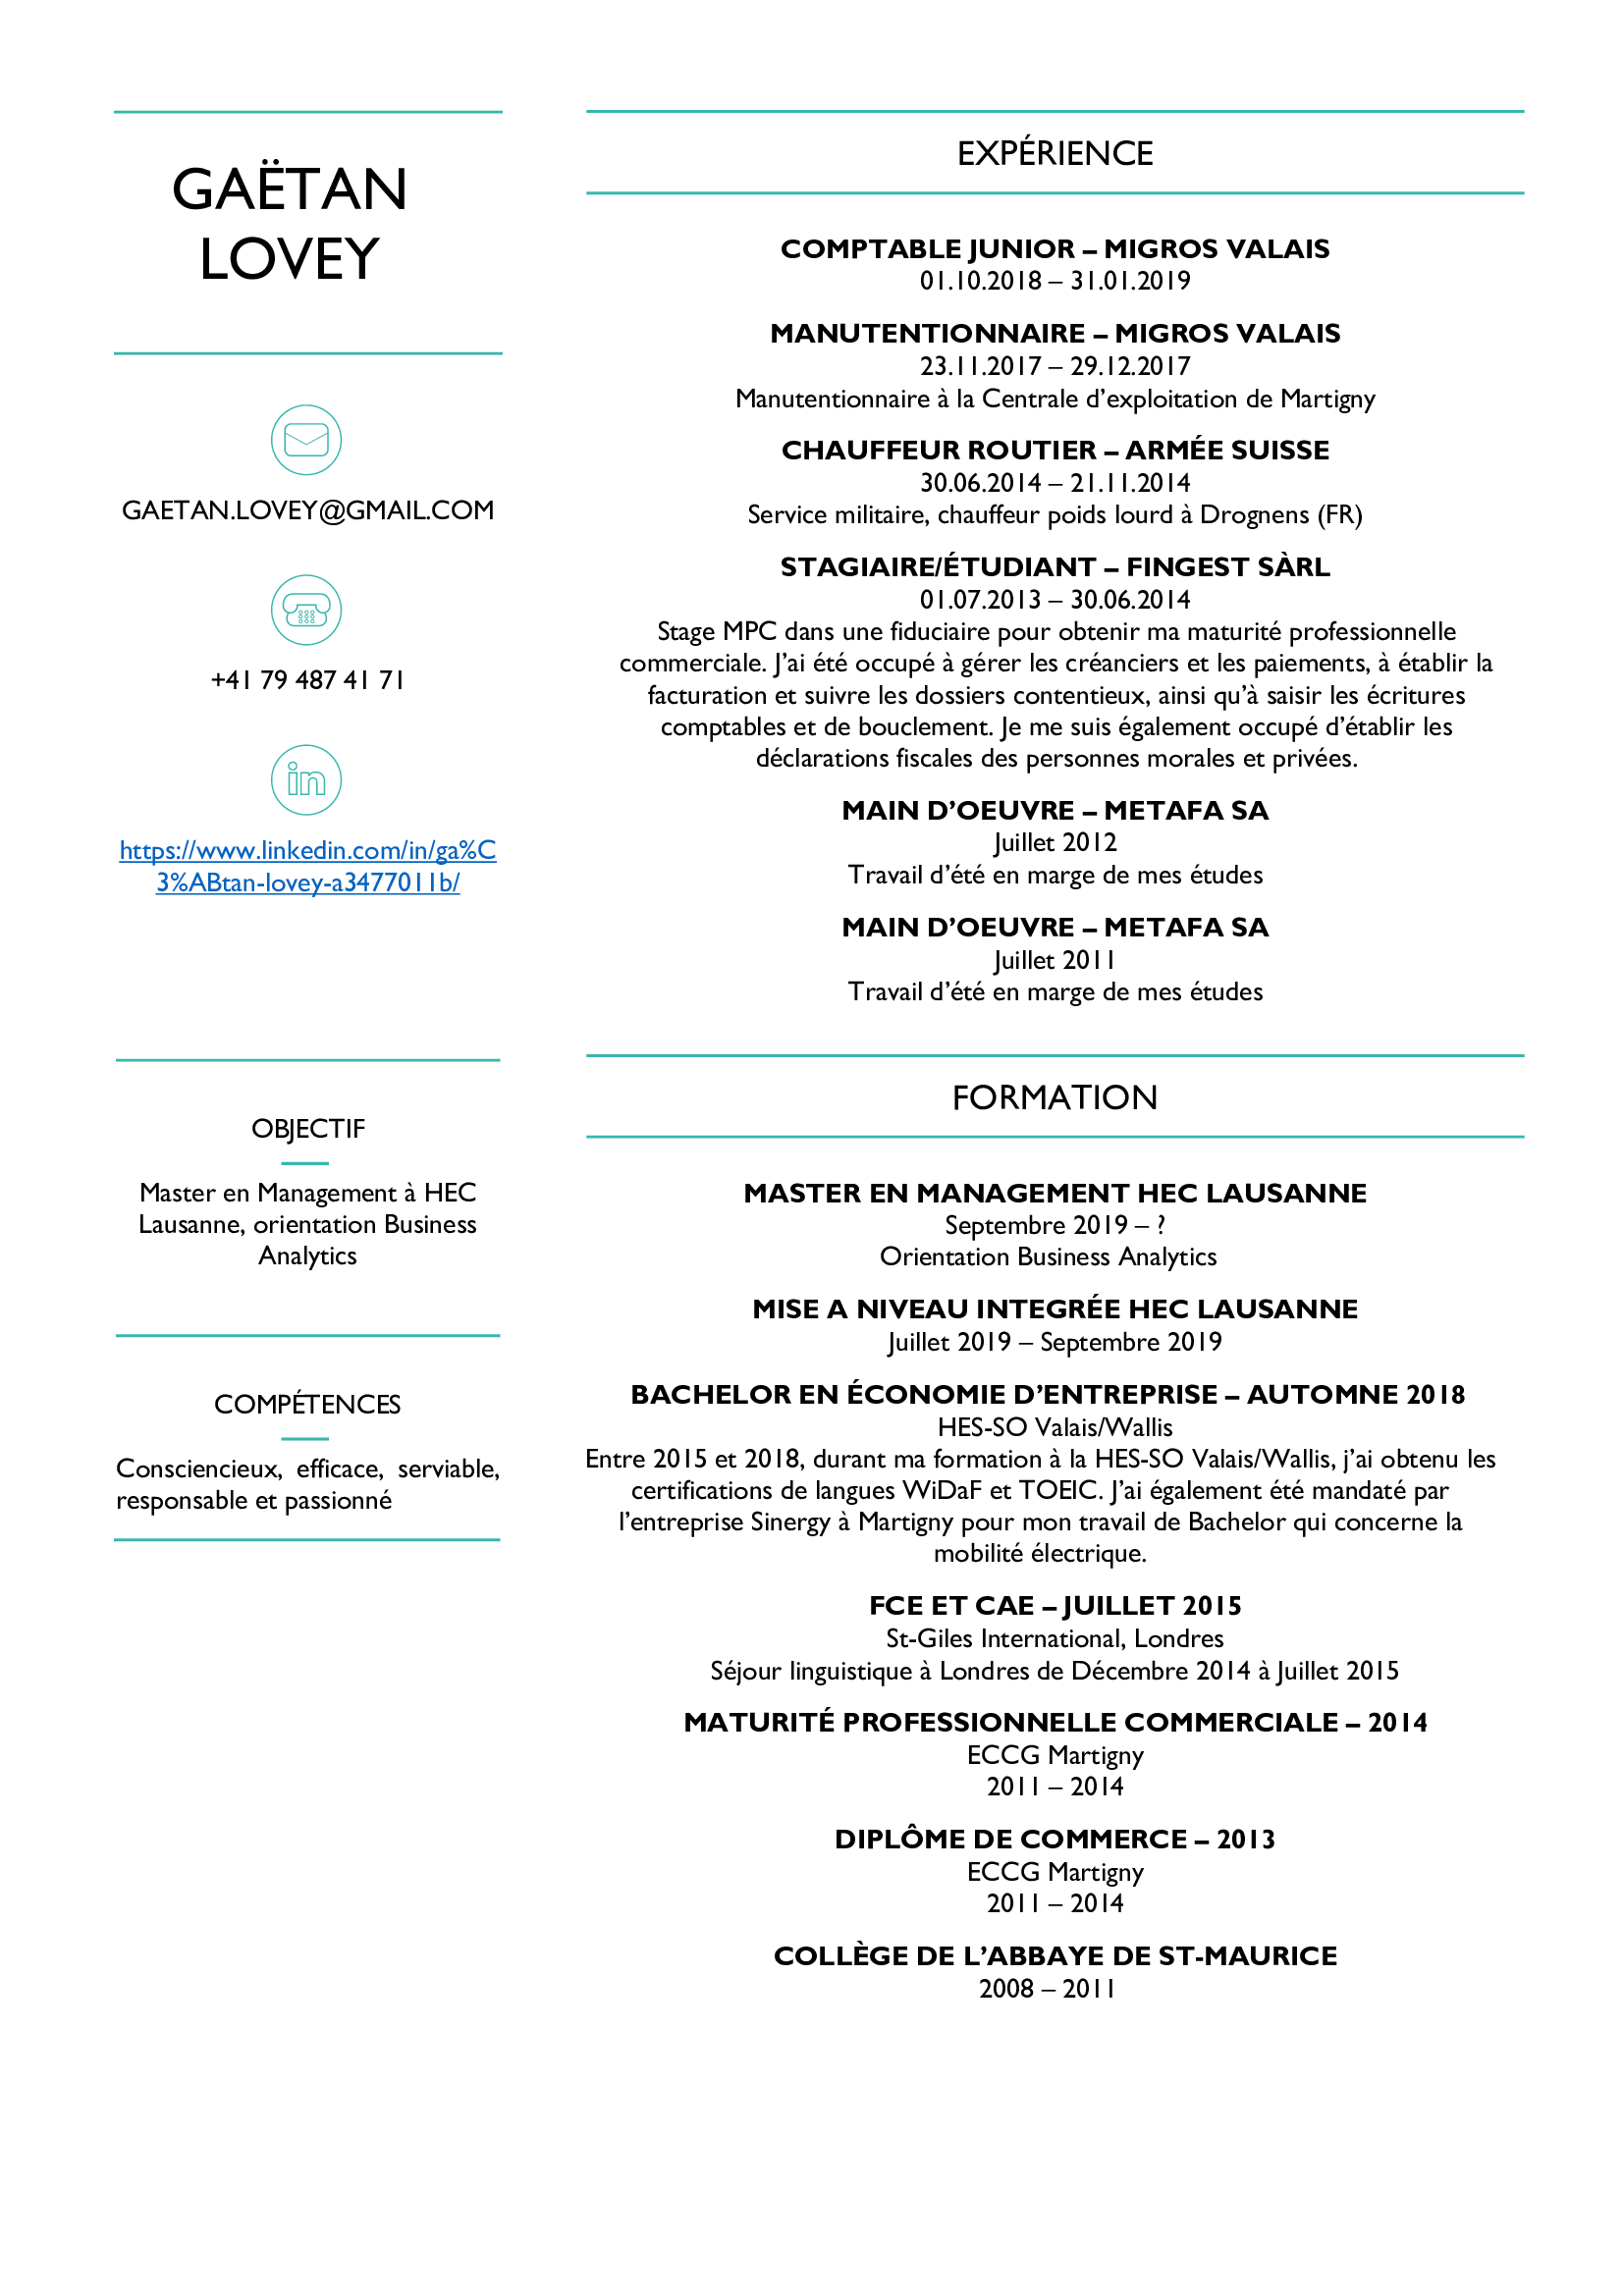 GAËTAN
LOVEY
GAETAN.LOVEY@GMAIL.COM
+41 79 487 41 71
in
https://www.linkedin.com/in/ga%C
3%ABtan-lovey-a3477011b/
OBJECTIF
Master en Management à HEC
Lausanne, orientation Business
Analytics
COMPÉTENCES
Consciencieux, efficace, serviable,
responsable et passionné
EXPÉRIENCE
COMPTABLE JUNIOR – MIGROS VALAIS
01.10.2018 – 31.01.2019
MANUTENTIONNAIRE – MIGROS VALAIS
23.11.2017 – 29.12.2017
Manutentionnaire à la Centrale d’exploitation de Martigny
CHAUFFEUR ROUTIER – ARMÉE SUISSE
30.06.2014 – 21.11.2014
Service militaire, chauffeur poids lourd à Drognens (FR)
STAGIAIRE/ÉTUDIANT – FINGEST SÀRL
01.07.2013 – 30.06.2014
Stage MPC dans une fiduciaire pour obtenir ma maturité professionnelle
commerciale. J’ai été occupé à gérer les créanciers et les paiements, à établir la
facturation et suivre les dossiers contentieux, ainsi qu’à saisir les écritures
comptables et de bouclement. Je me suis également occupé d’établir les
déclarations fiscales des personnes morales et privées.
MAIN D’OEUVRE – METAFA SA
Juillet 2012
Travail d’été en marge de mes études
MAIN D’OEUVRE – METAFA SA
Juillet 2011
Travail d’été en marge de mes études
FORMATION
MASTER EN MANAGEMENT HEC LAUSANNE
Septembre 2019 – ?
Orientation Business Analytics
MISE A NIVEAU INTEGRÉE HEC LAUSANNE
Juillet 2019 – Septembre 2019
BACHELOR EN ÉCONOMIE D’ENTREPRISE – AUTOMNE 2018
HES-SO Valais/Wallis
Entre 2015 et 2018, durant ma formation à la HES-SO Valais/Wallis, j’ai obtenu les
certifications de langues WiDaF et TOEIC. J’ai également été mandaté par
l’entreprise Sinergy à Martigny pour mon travail de Bachelor qui concerne la
mobilité électrique.
FCE ET CAE – JUILLET 2015
St-Giles International, Londres
Séjour linguistique à Londres de Décembre 2014 à Juillet 2015
MATURITÉ PROFESSIONNELLE COMMERCIALE – 2014
ECCG Martigny
2011 – 2014
DIPLÔME DE COMMERCE – 2013
ECCG Martigny
2011 – 2014
COLLÈGE DE L’ABBAYE DE ST-MAURICE
2008 – 2011